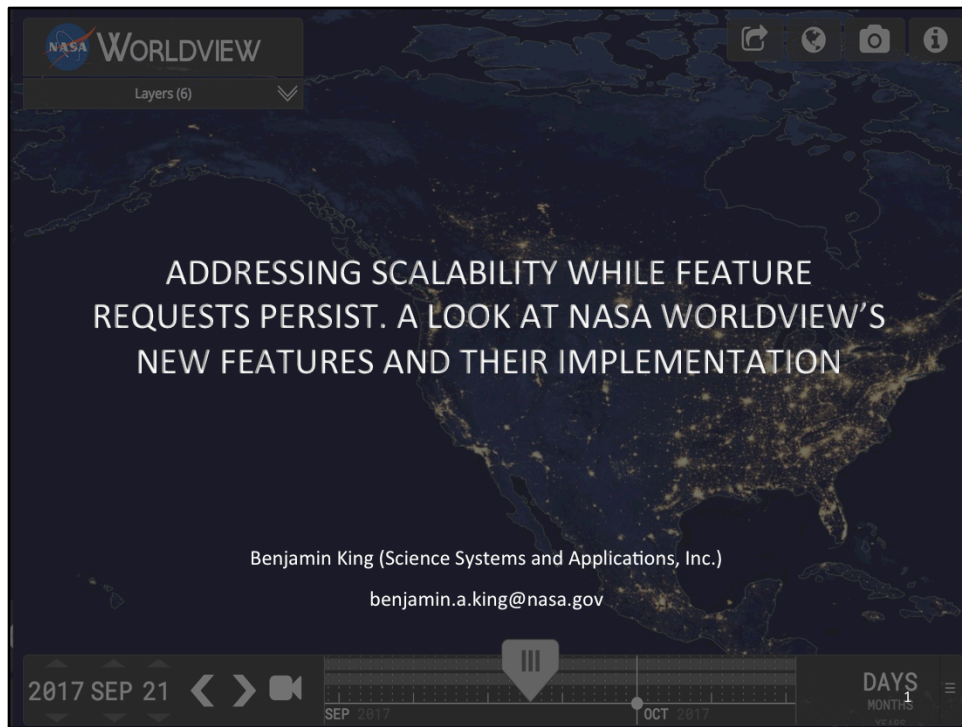 NASA WORLDVIEW
Layers (6)
ADDRESSING SCALABILITY WHILE FEATURE
REQUESTS PERSIST. A LOOK AT NASA WORLDVIEW'S
NEW FEATURES AND THEIR IMPLEMENTATION
Benjamin King (Science Systems and Applications, Inc.)
benjamin.a.king@nasa.gov
2017 SEP 21
SEP 2017
OCT 2017
DAYS
MONTHS
YEARS
1